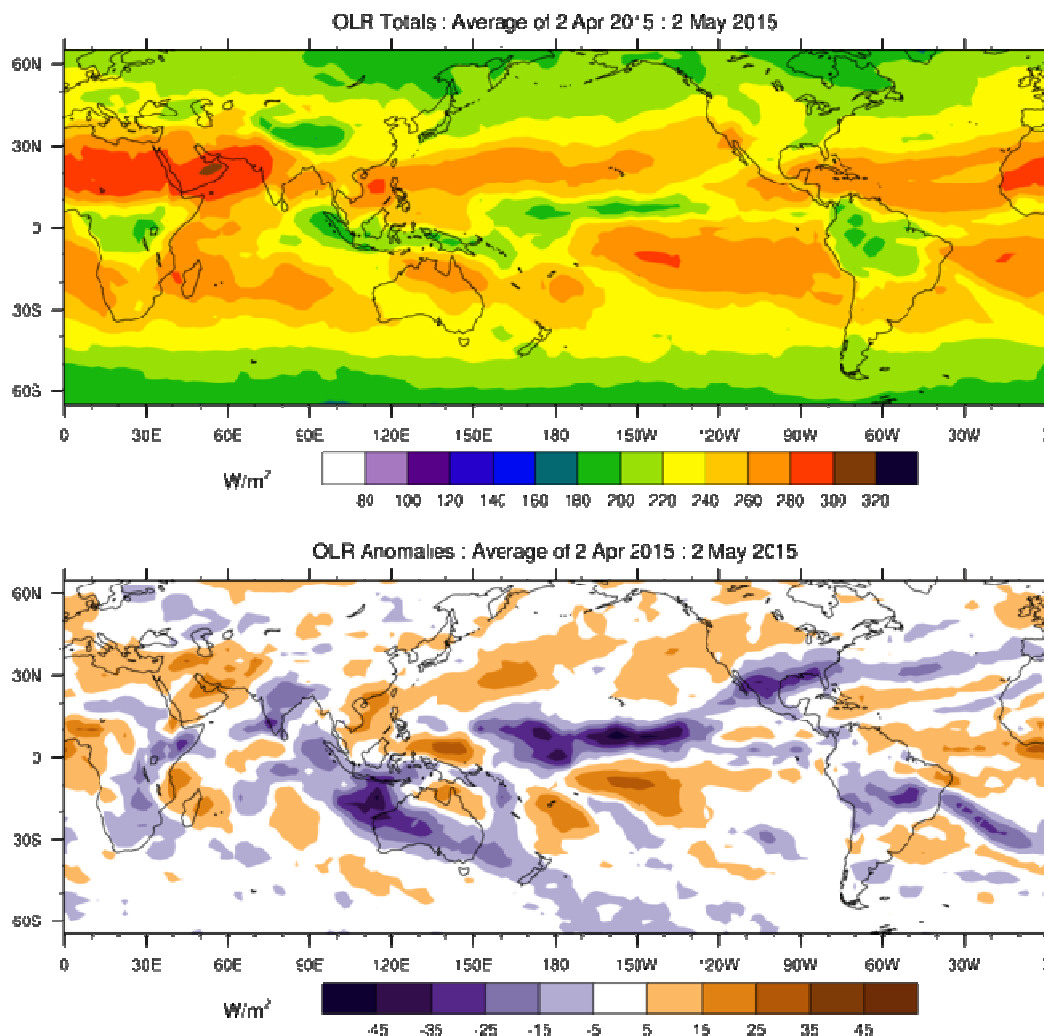 OLR Totals : Average of 2 Apr 2015 : 2 May 2015
60N
30N
0
30S
60S
0 30E 60E 90E 120E 150E 180 150W 120W 90W 60W 30W
W/m²
80 100 120 140 160 180 200 220 240 260 280 300 320
OLR Anomalies : Average of 2 Apr 2015 : 2 May 2015
60N
30N
0
30S
60S
0 30E 60E 90E 120E 150E 180 150W 120W 90W 60W 30W
W/m²
-45 -35 -25 -15 -5 5 15 25 35 45